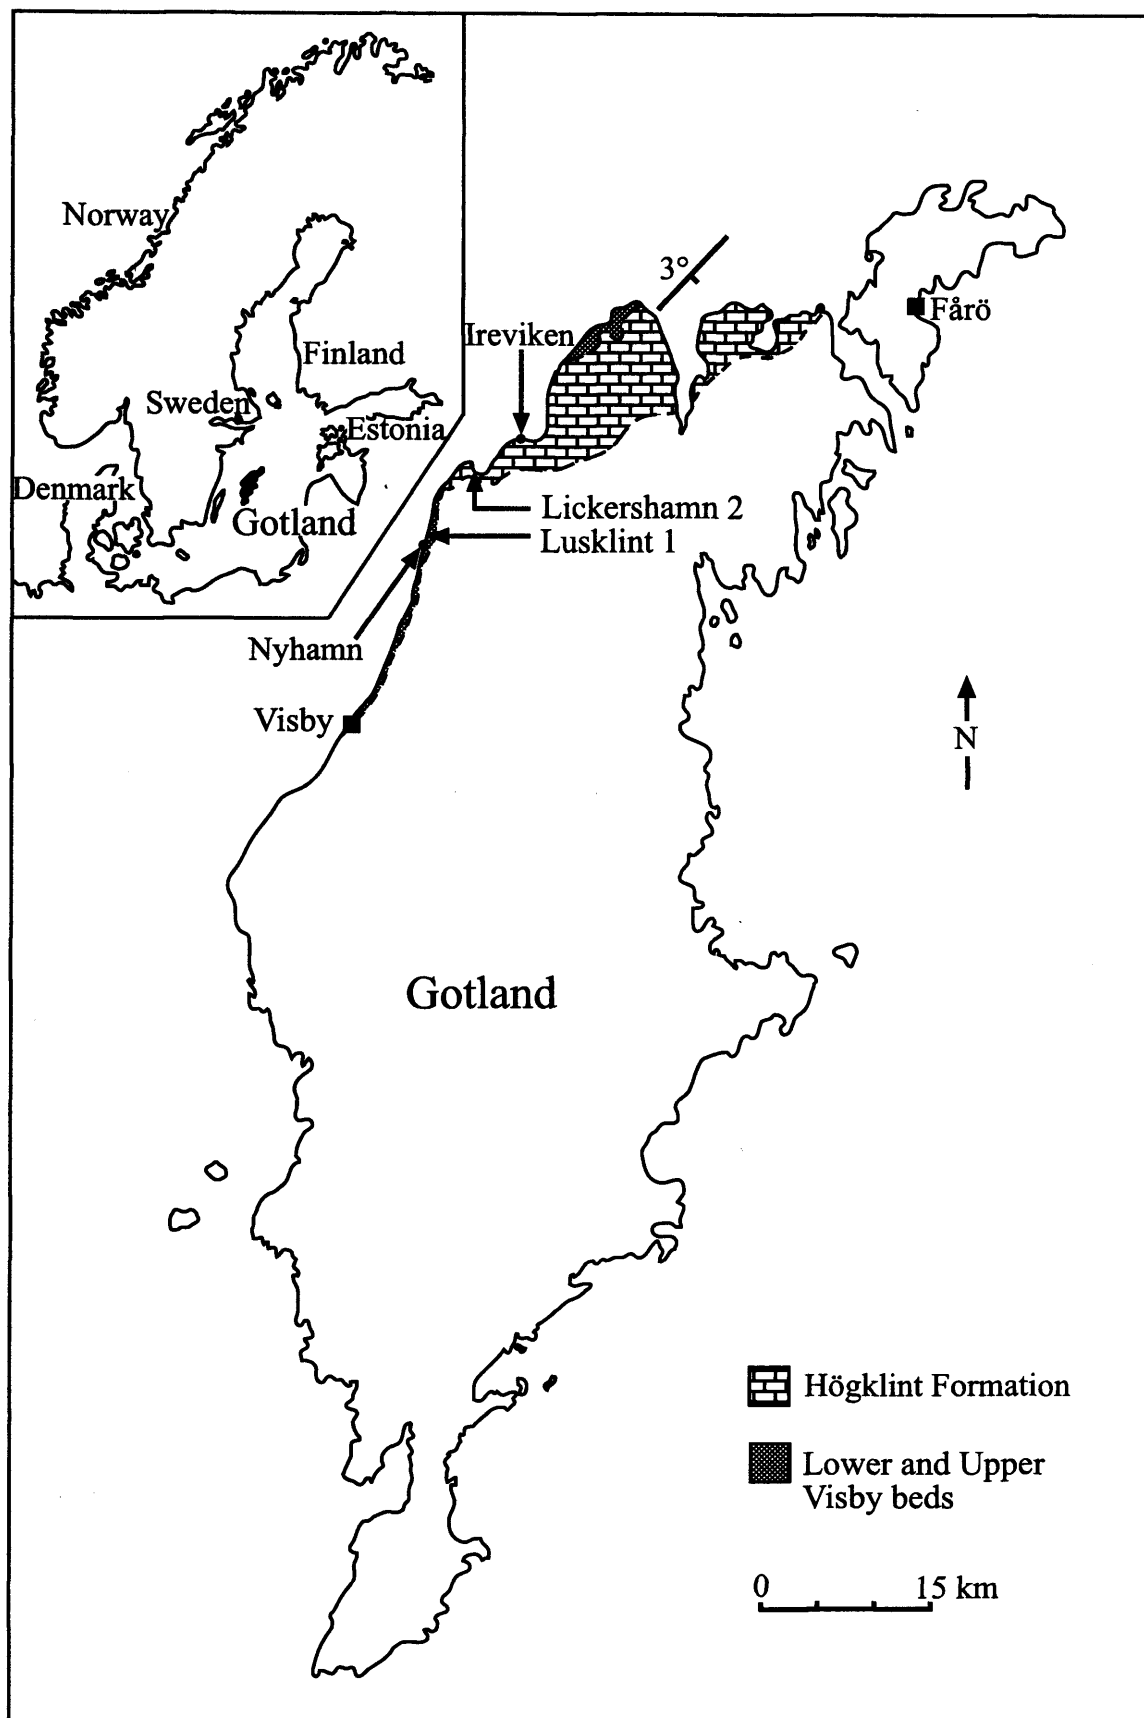 Norway
Finland
Sweden
Estonia
Denmark
Gotland
3°
Fårö
Ireviken
Lickershamn 2
Lusklint 1
Nyhamn
Visby
N
Gotland
Högklint Formation
Lower and Upper
Visby beds
0 15 km